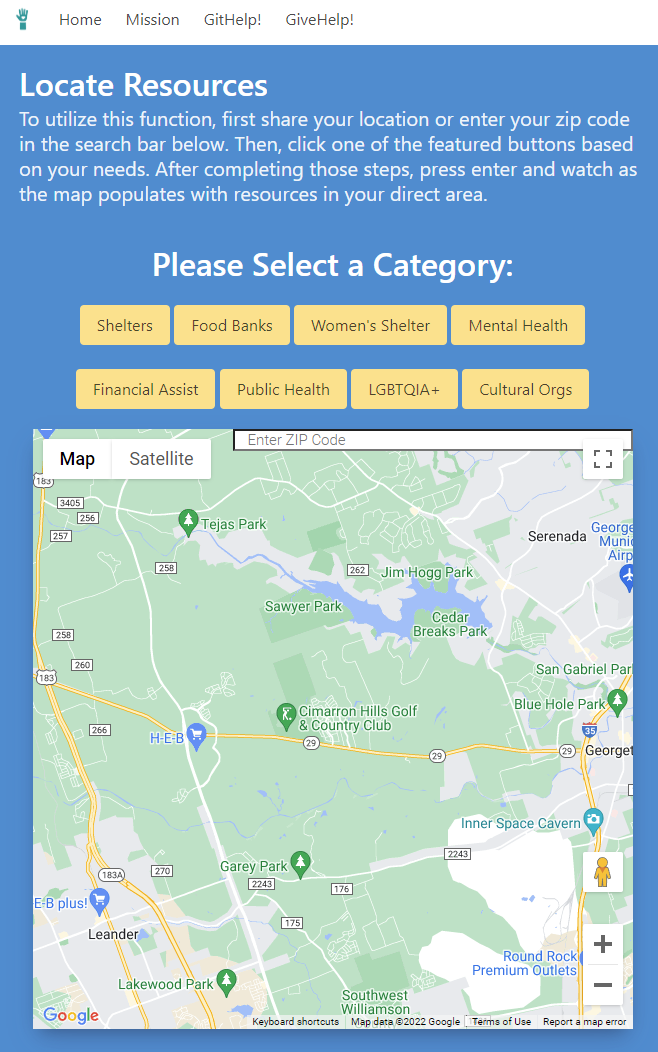 Home Mission GitHelp! GiveHelp!
Locate Resources
To utilize this function, first share your location or enter your zip code
in the search bar below. Then, click one of the featured buttons based
on your needs. After completing those steps, press enter and watch as
the map populates with resources in your direct area.
Please Select a Category:
Shelters Food Banks Women's Shelter Mental Health
Financial Assist Public Health LGBTQIA+ Cultural Orgs
Enter ZIP Code
Map Satellite
183
3405
256
257
Tejas Park
Serenada
George
Munic
Airp
258
262
Jim Hogg Park
Sawyer Park
Cedar
Breaks Park
258
260
183
San Gabriel Par
Blue Hole Park
Cimarron Hills Golf
& Country Club
266
H-E-B
29
29
29
35
Georget
Inner Space Cavern
2243
Garey Park
183A
270
2243
176
E-B plus!
175
Leander
Round Rock
Premium Outlets
Lakewood Park
Southwest
Williamson
Google
Keyboard shortcuts Map data ©2022 Google Terms of Use Report a map error